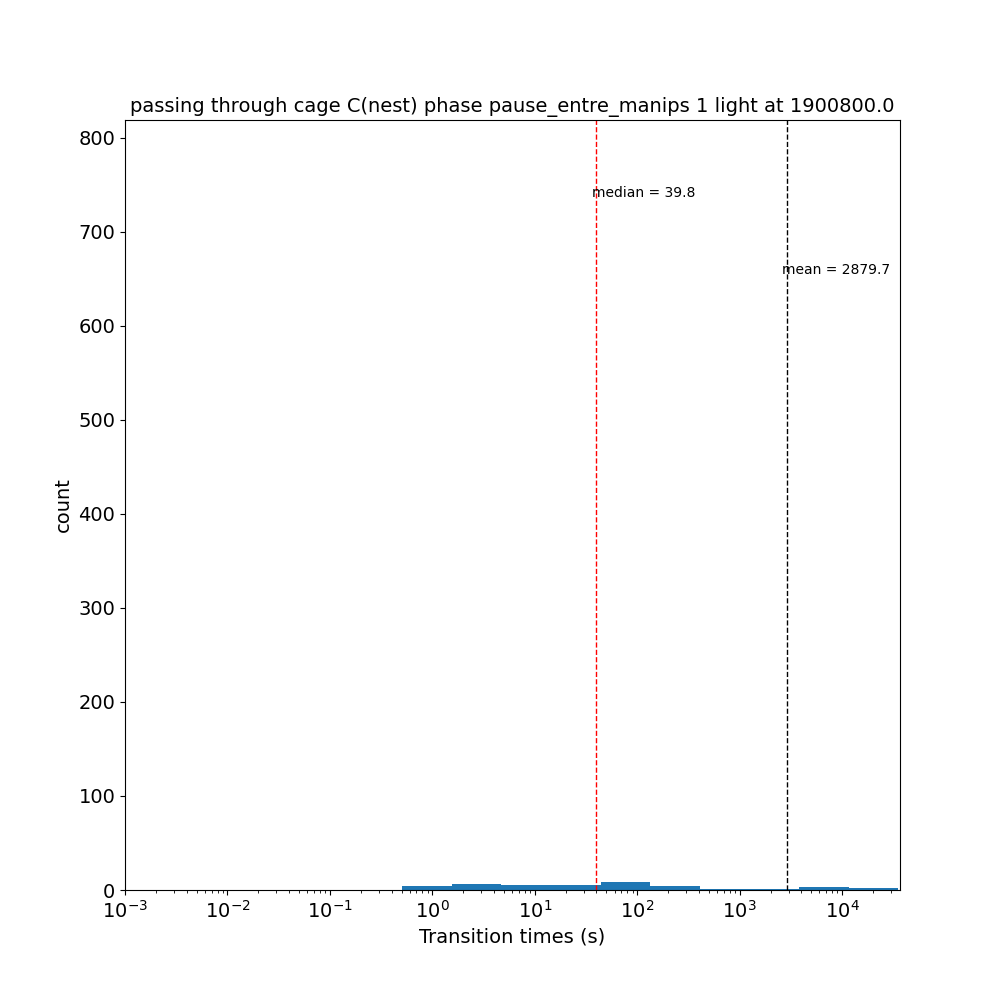 passing through cage C(nest) phase pause_entre_manips 1 light at 1900800.0
800
median = 39.8
700
mean = 2879.7
600
500
count
400
300
200
100
0
10⁻³ 10⁻² 10⁻¹ 10⁰ 10¹ 10² 10³ 10⁴
Transition times (s)